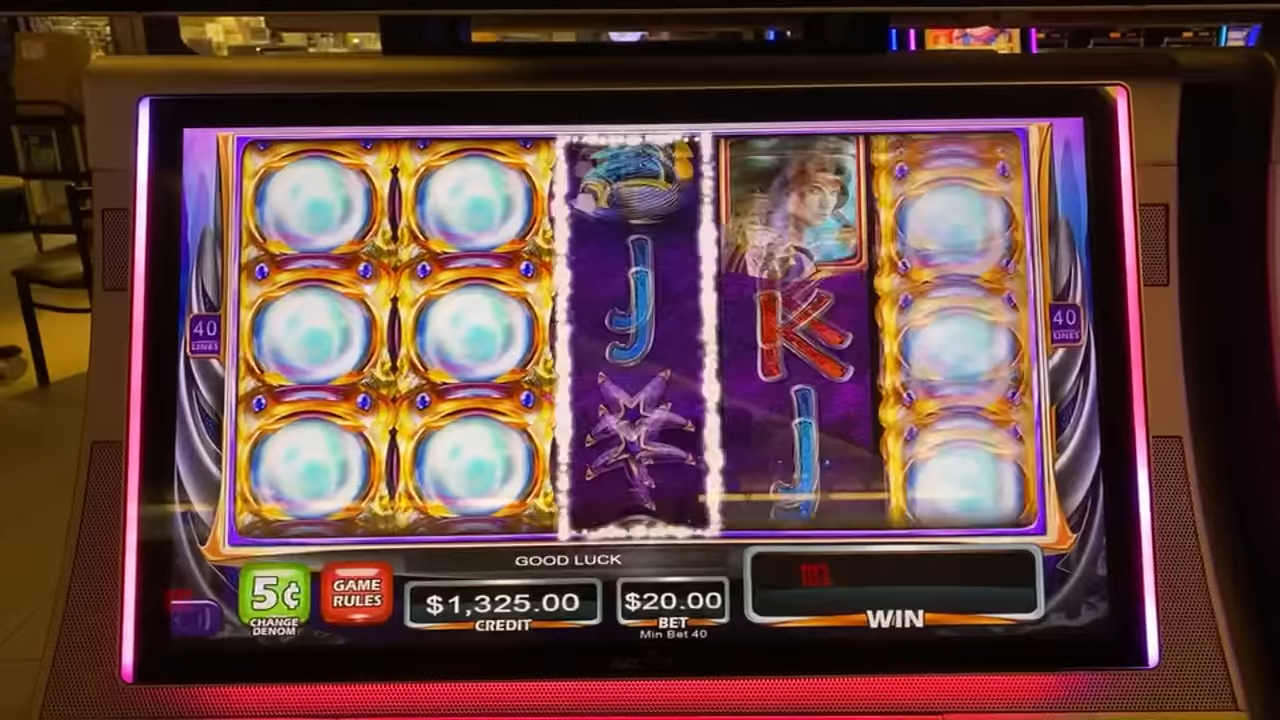 J
K
J
40
LINES
40
LINES
GOOD LUCK
5¢
CHANGE
DENOM
GAME
RULES
$1,325.00
CREDIT
$20.00
BET
Min Bet 40
WIN